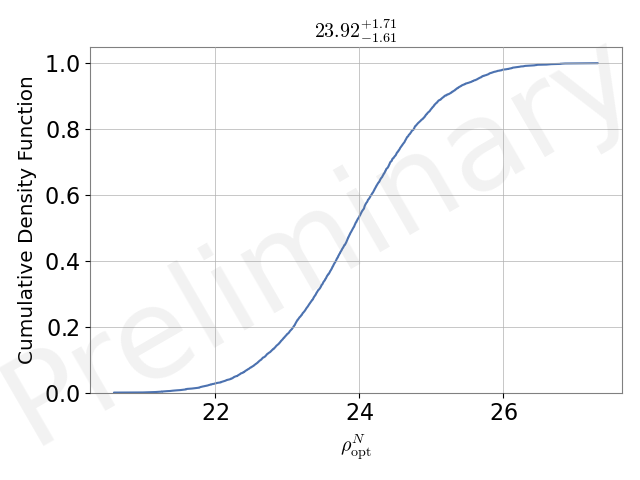 23.92^{+1.71}_{-1.61}
Cumulative Density Function
1.0
0.8
0.6
0.4
0.2
0.0
22 24 26
ρ^N_opt
Preliminary